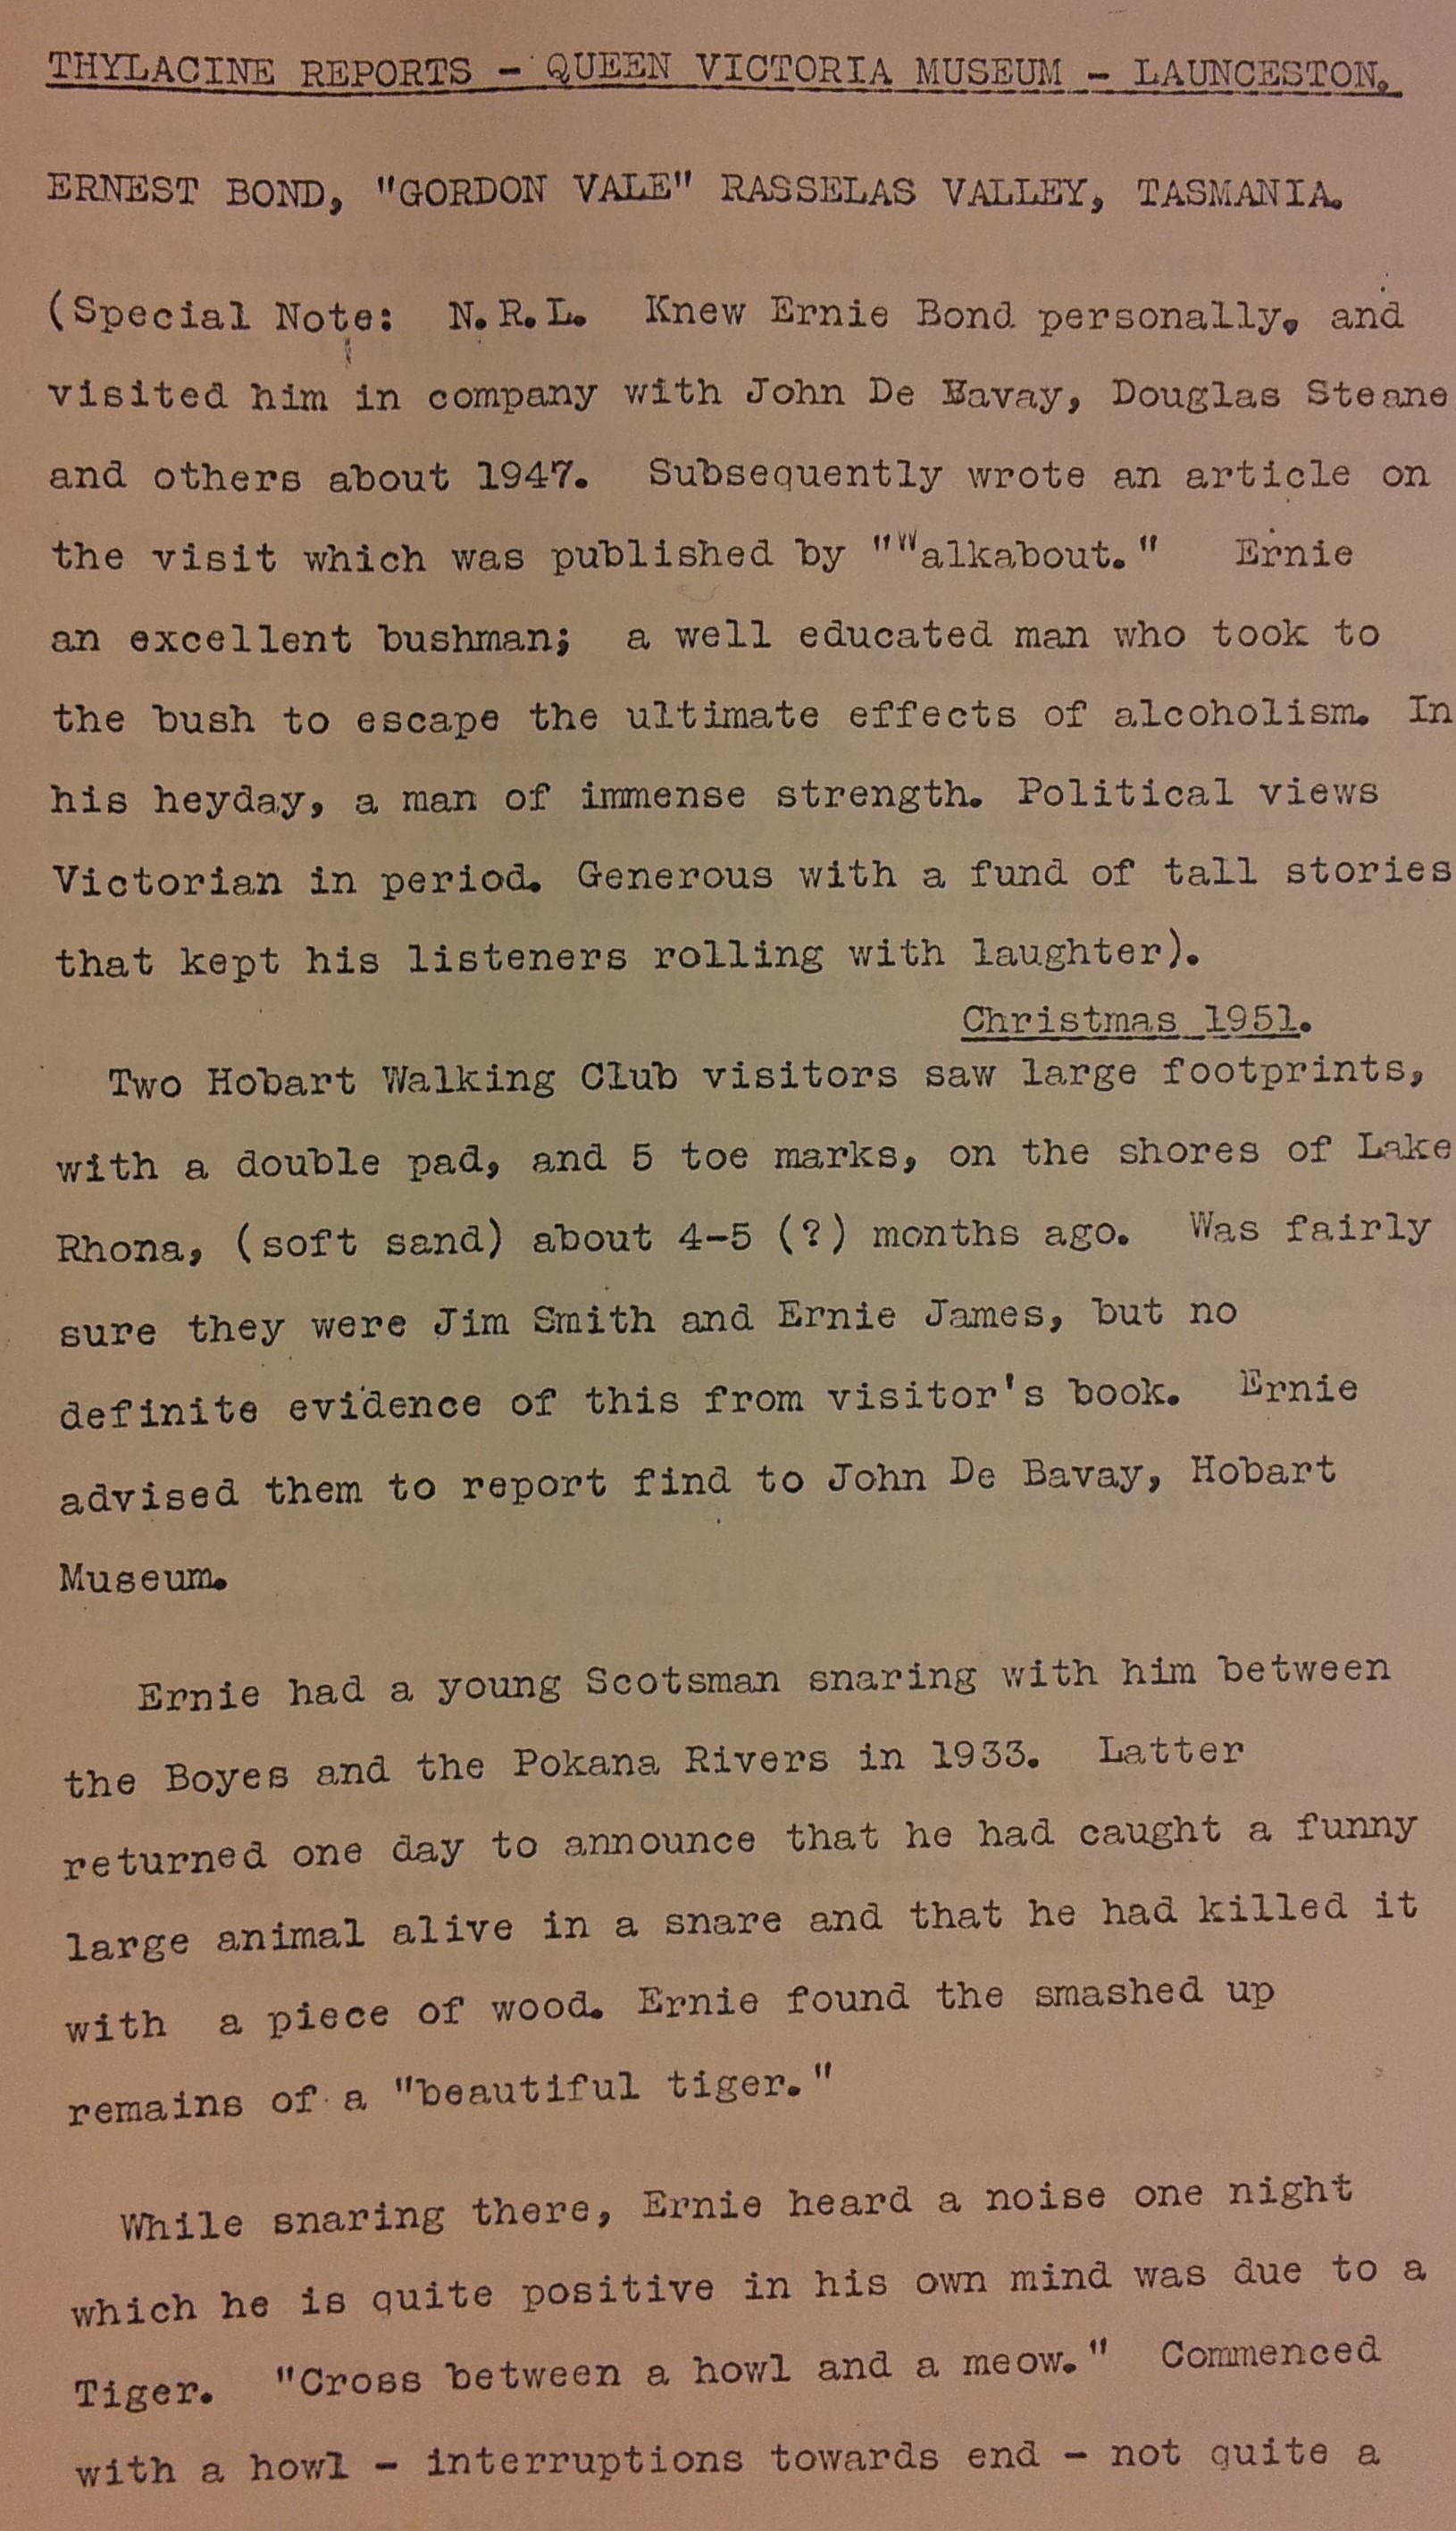 THYLACINE REPORTS - QUEEN VICTORIA MUSEUM - LAUNCESTON.
ERNEST BOND, "GORDON VALE" RASSELAS VALLEY, TASMANIA.
(Special Note: N.R.L. Knew Ernie Bond personally, and
visited him in company with John De Bavay, Douglas Steane
and others about 1947. Subsequently wrote an article on
the visit which was published by "Walkabout." Ernie
an excellent bushman; a well educated man who took to
the bush to escape the ultimate effects of alcoholism. In
his heyday, a man of immense strength. Political views
Victorian in period. Generous with a fund of tall stories
that kept his listeners rolling with laughter).
Christmas 1951.
Two Hobart Walking Club visitors saw large footprints,
with a double pad, and 5 toe marks, on the shores of Lake
Rhona, (soft sand) about 4-5 (?) months ago. Was fairly
sure they were Jim Smith and Ernie James, but no
definite evidence of this from visitor's book. Ernie
advised them to report find to John De Bavay, Hobart
Museum.
Ernie had a young Scotsman snaring with him between
the Boyes and the Pokana Rivers in 1933. Latter
returned one day to announce that he had caught a funny
large animal alive in a snare and that he had killed it
with a piece of wood. Ernie found the smashed up
remains of a "beautiful tiger."
While snaring there, Ernie heard a noise one night
which he is quite positive in his own mind was due to a
Tiger. "Cross between a howl and a meow." Commenced
with a howl - interruptions towards end - not quite a